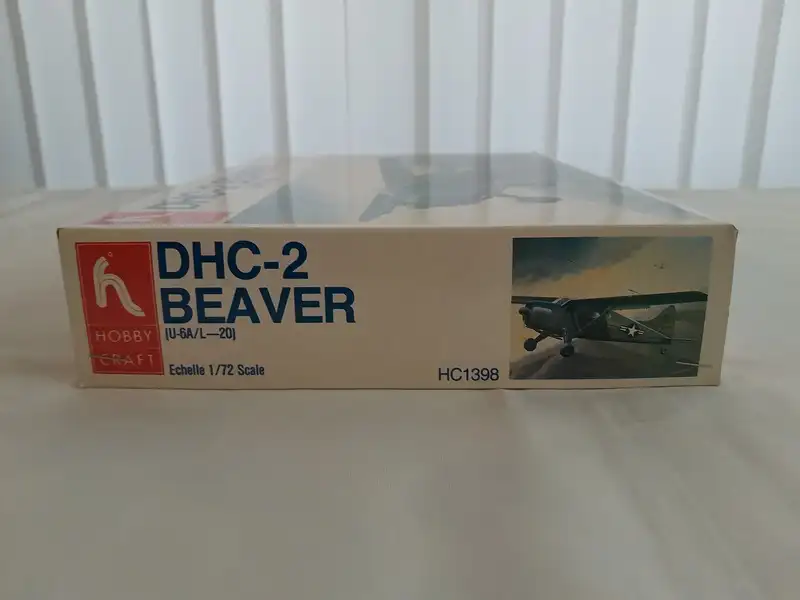 DHC-2
BEAVER
(U-6A/L—20)
HOBBY
CRAFT
Echelle 1/72 Scale
HC1398